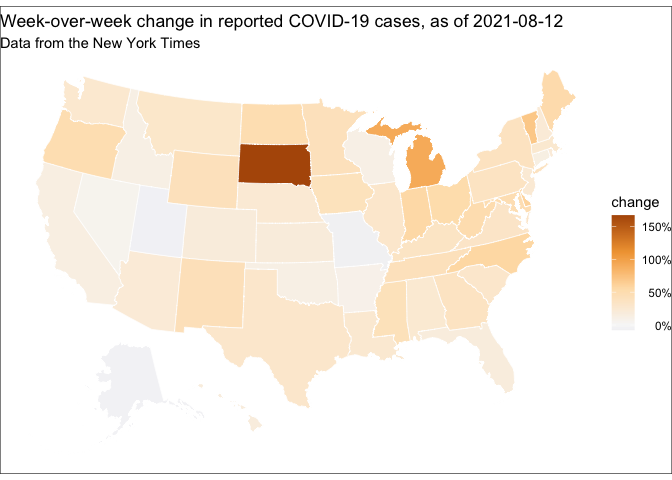 Week-over-week change in reported COVID-19 cases, as of 2021-08-12
Data from the New York Times
change
150%
100%
50%
0%